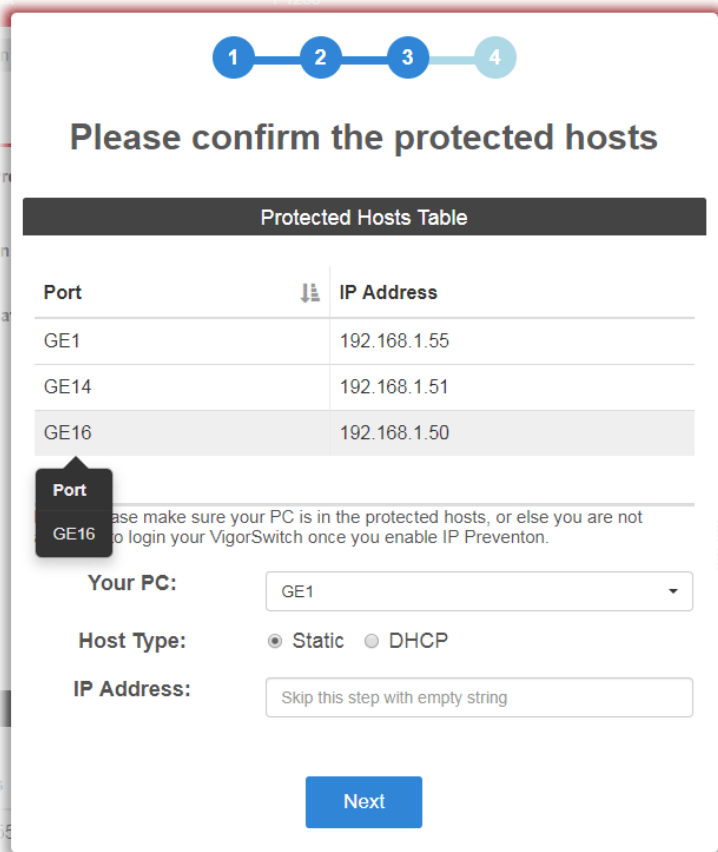 1 2 3 4
Please confirm the protected hosts
Protected Hosts Table
Port IP Address
GE1 192.168.1.55
GE14 192.168.1.51
GE16 192.168.1.50
Port
GE16
make sure your PC is in the protected hosts, or else you are not
to login your VigorSwitch once you enable IP Preventon.
Your PC: GE1
Host Type: Static DHCP
IP Address: Skip this step with empty string
Next